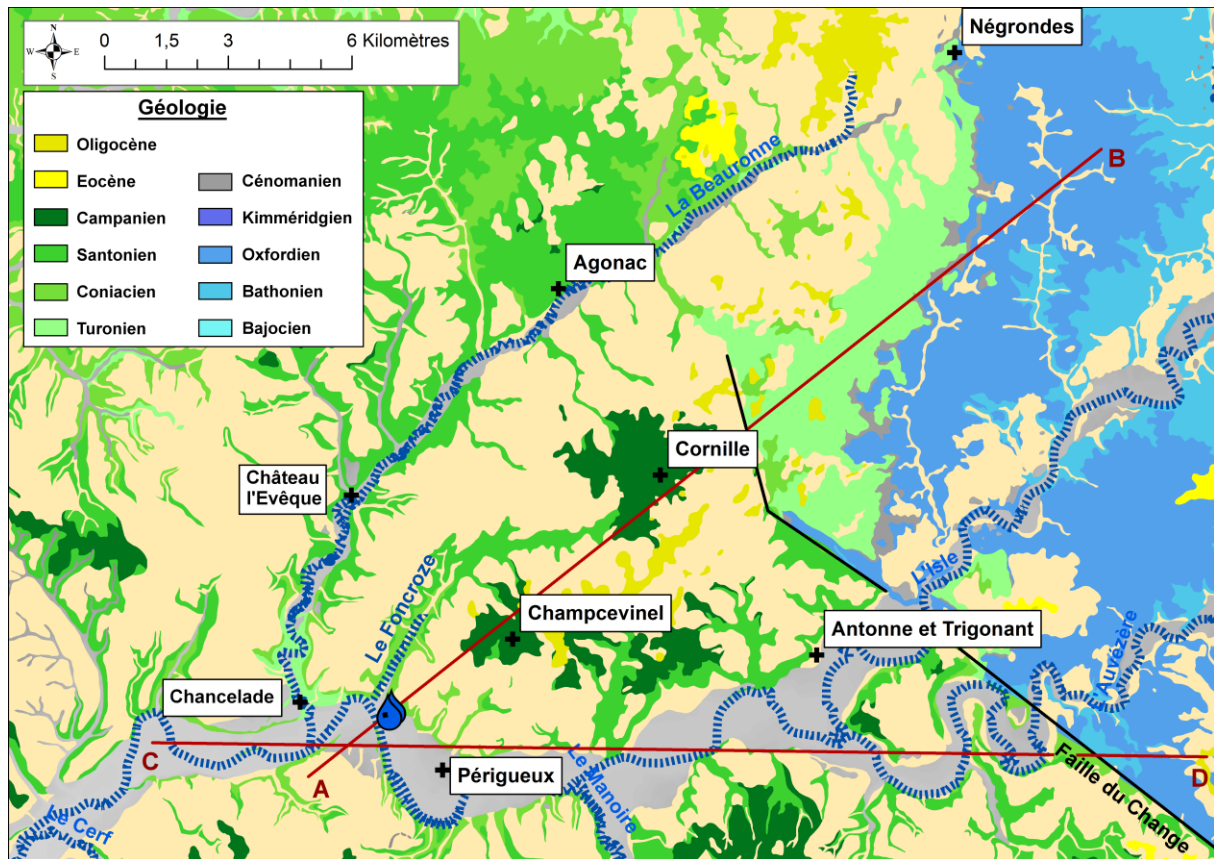 N
W E
S
0 1,5 3 6 Kilomètres
Géologie
Oligocène
Eocène
Campanien
Santonien
Coniacien
Turonien
Cénomanien
Kimméridgien
Oxfordien
Bathonien
Bajocien
Négrondes
B
La Beauronne
Agonac
Cornille
Château
l'Evêque
L'Isle
Le Foncroze
Champcevinel
Antonne et Trigonant
Auvezère
Chancelade
C
A
Périgueux
Le Manoire
Faille du Change
D
Le Cerf